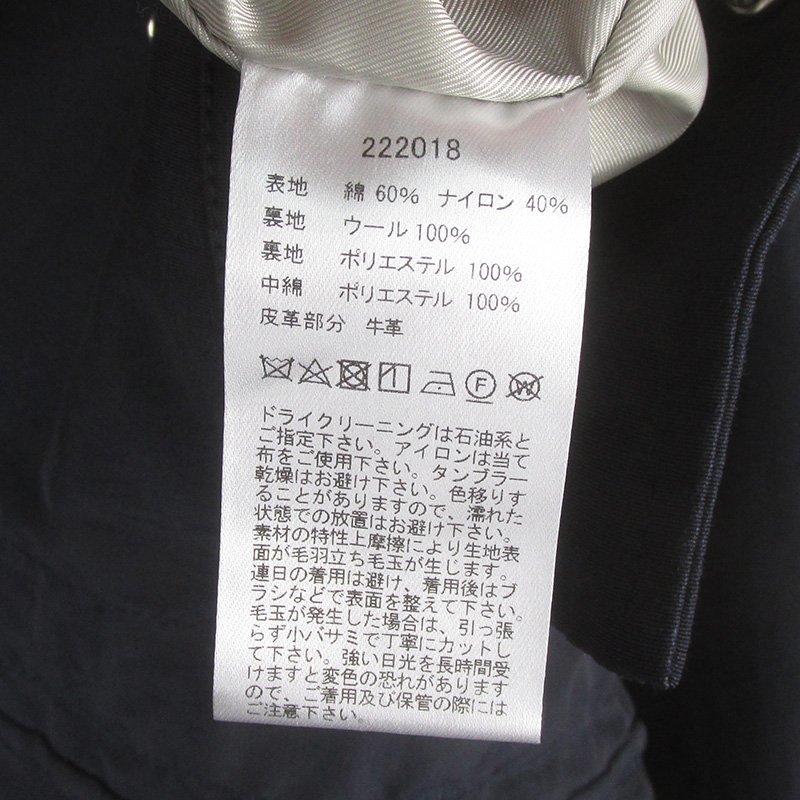 222018
表地 綿 60% ナイロン 40%
裏地 ウール 100%
裏地 ポリエステル 100%
中綿 ポリエステル 100%
皮革部分 牛革
F W
ドライクリーニングは石油系と
ご指定下さい。アイロンは当て
布をご使用下さい。タンブラー
乾燥はお避け下さい。色移りす
ることがありますので、濡れた
状態での放置はお避け下さい。
素材の特性上摩擦により生地表
面が毛羽立ち毛玉が生じます。
連日の着用は避け、着用後はブ
ラシなどで表面を整えて下さい。
毛玉が発生した場合は、引っ張
らず小バサミで丁寧にカットし
て下さい。強い日光を長時間受
けますと変色の恐れがあります
ので、ご着用及び保管の際には
ご注意下さい。